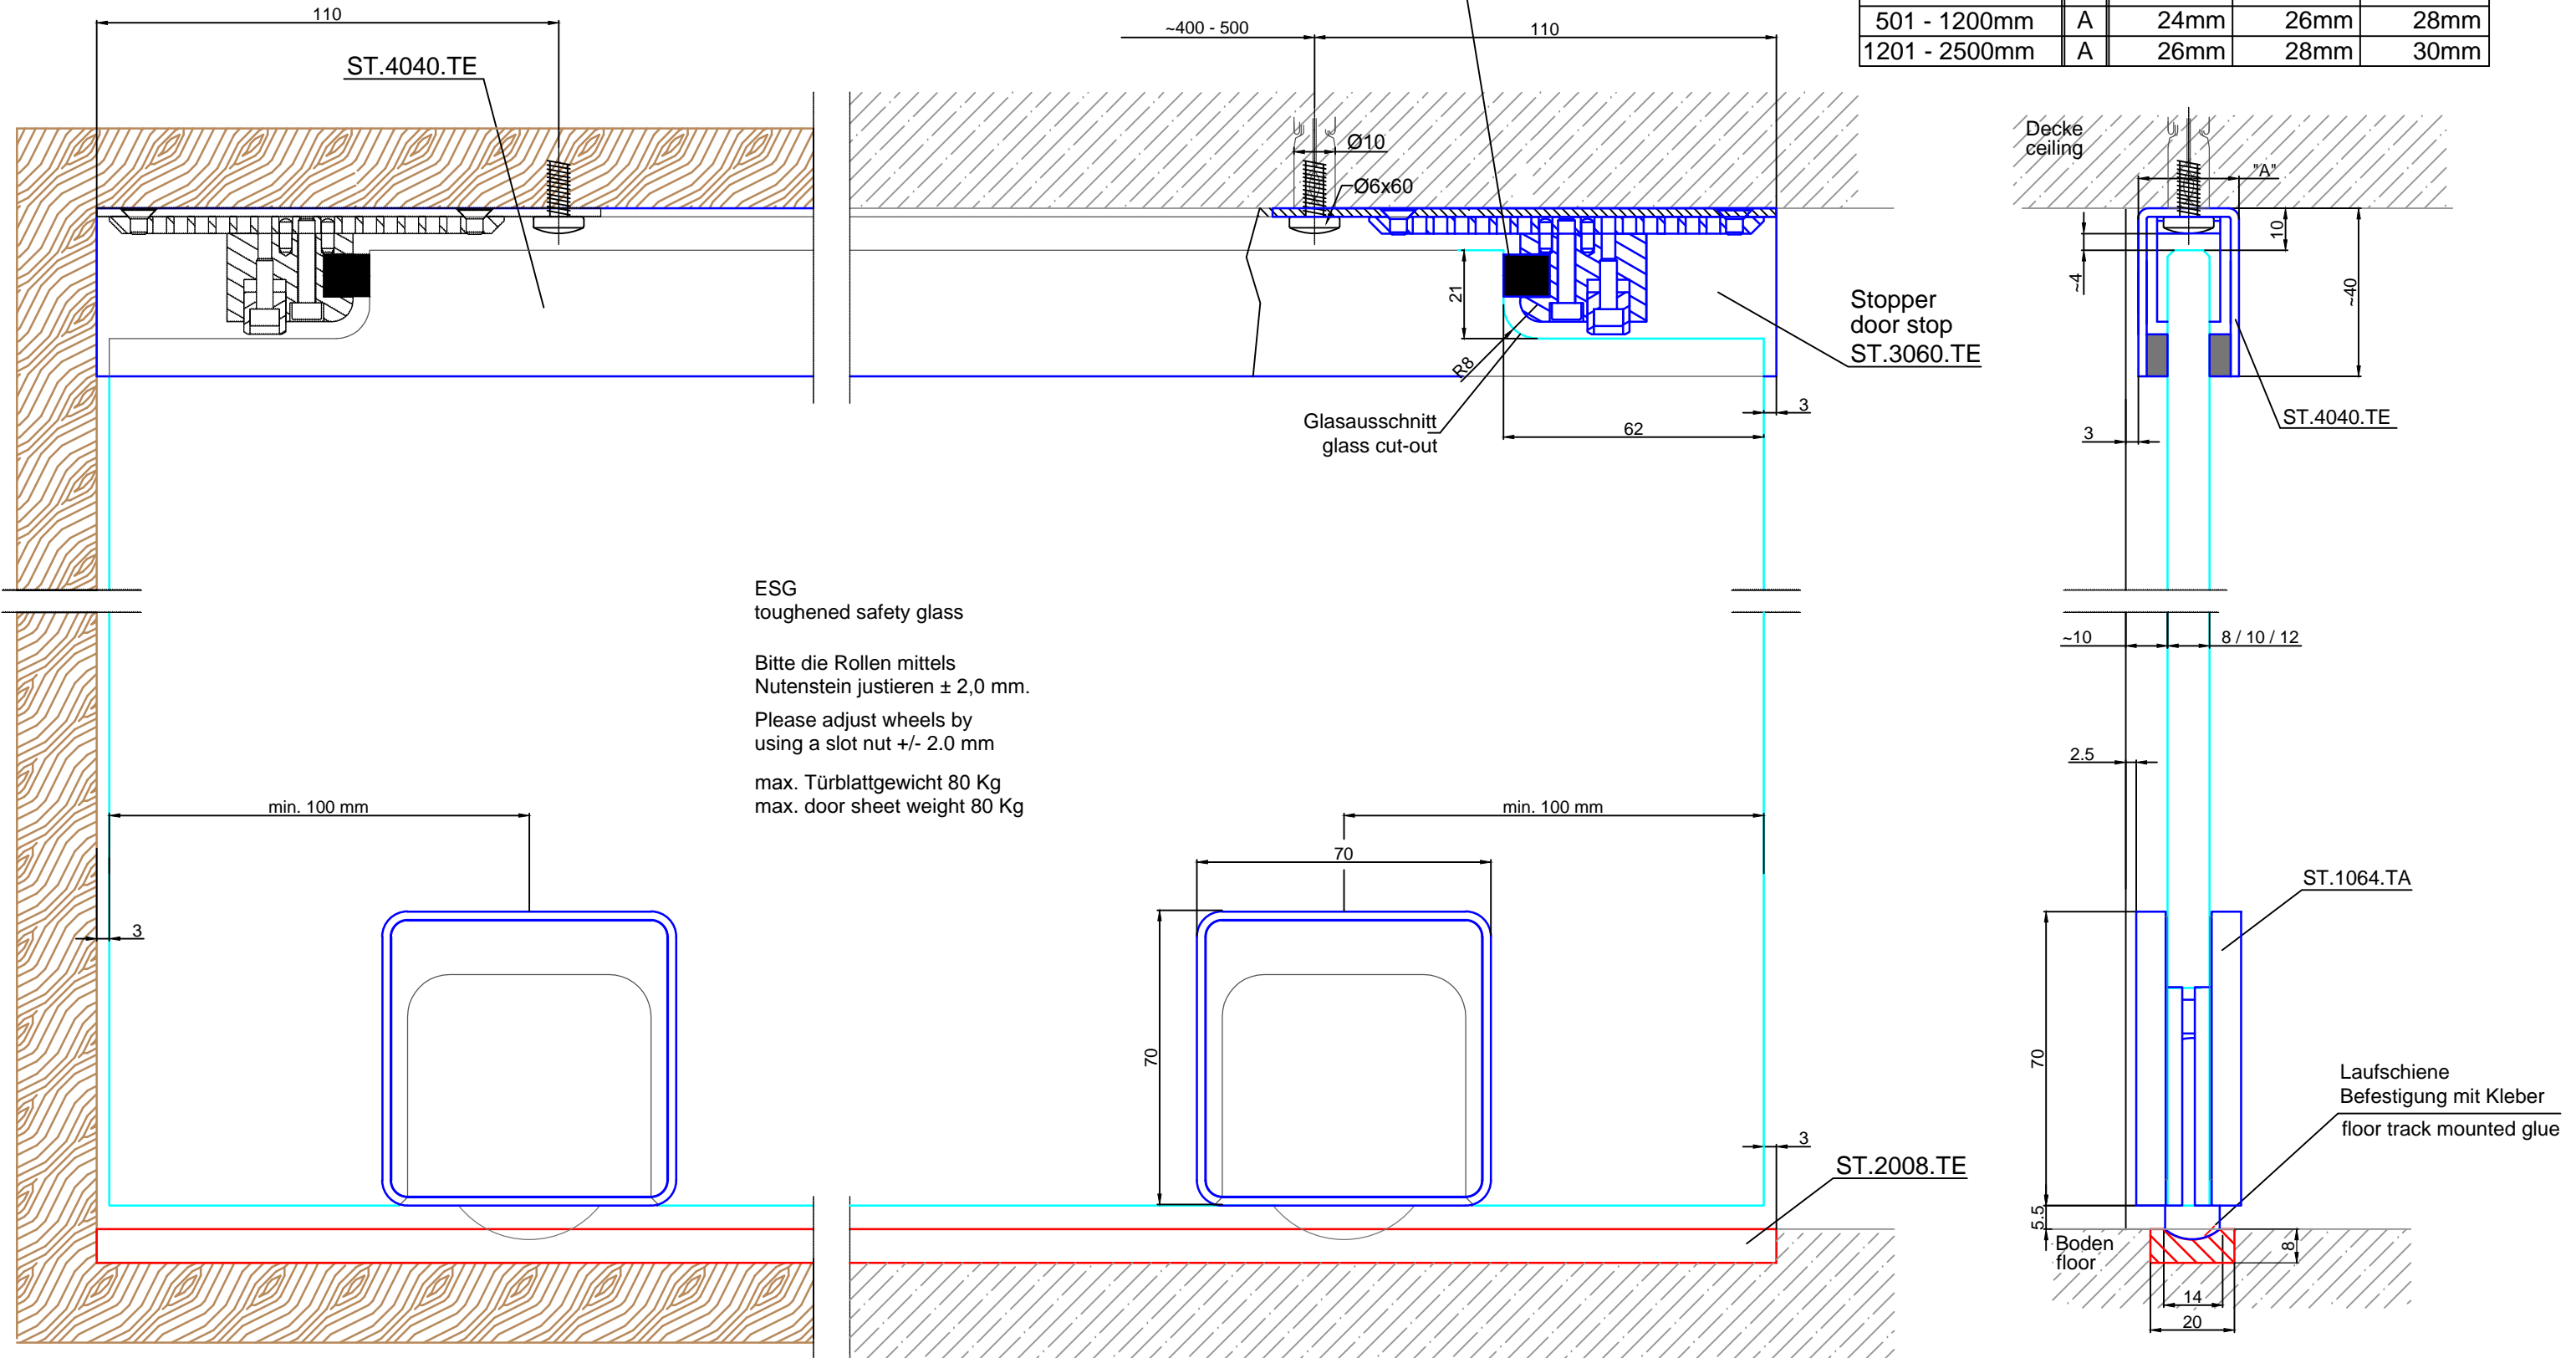 110
~400 - 500
110
501 - 1200mm A 24mm 26mm 28mm
1201 - 2500mm A 26mm 28mm 30mm
ST.4040.TE
Ø10
Ø6x60
Decke
ceiling
"A"
10
~4
~40
21
R8
Stopper
door stop
ST.3060.TE
Glasausschnitt
glass cut-out
3
62
3
ST.4040.TE
ESG
toughened safety glass
Bitte die Rollen mittels
Nutenstein justieren ± 2,0 mm.
Please adjust wheels by
using a slot nut +/- 2.0 mm
max. Türblattgewicht 80 Kg
max. door sheet weight 80 Kg
~10
8 / 10 / 12
2.5
min. 100 mm
min. 100 mm
70
3
70
ST.1064.TA
70
Laufschiene
Befestigung mit Kleber
floor track mounted glue
3
ST.2008.TE
5.5
Boden
floor
8
14
20